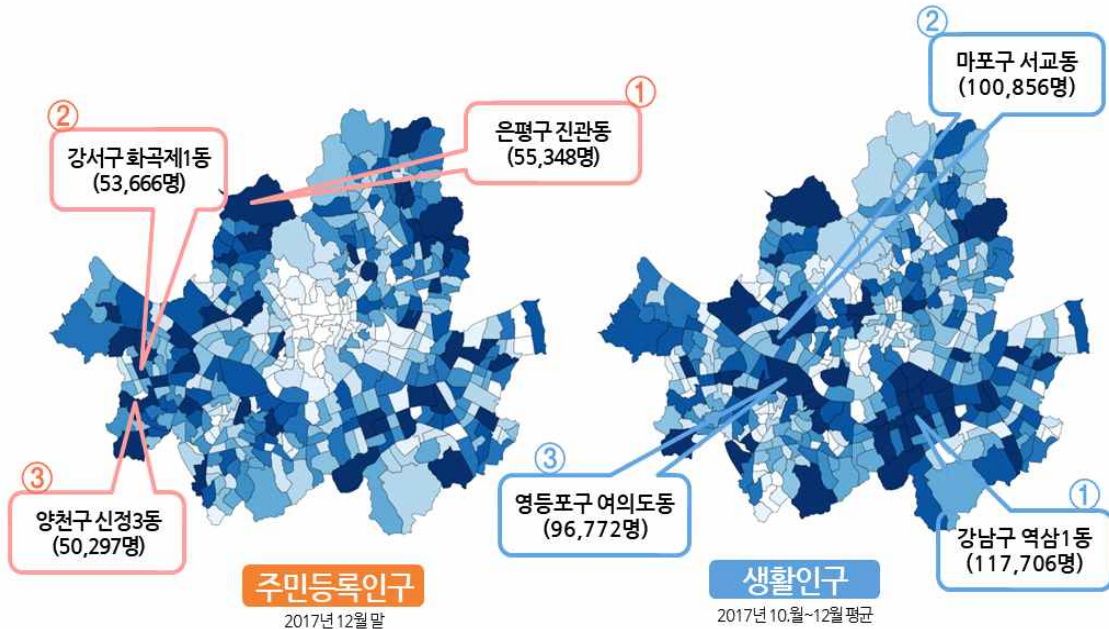 ①
은평구 진관동
(55,348명)
②
강서구 화곡제1동
(53,666명)
③
양천구 신정3동
(50,297명)
주민등록인구
2017년 12월 말
②
마포구 서교동
(100,856명)
③
영등포구 여의도동
(96,772명)
①
강남구 역삼1동
(117,706명)
생활인구
2017년 10.월~12월 평균